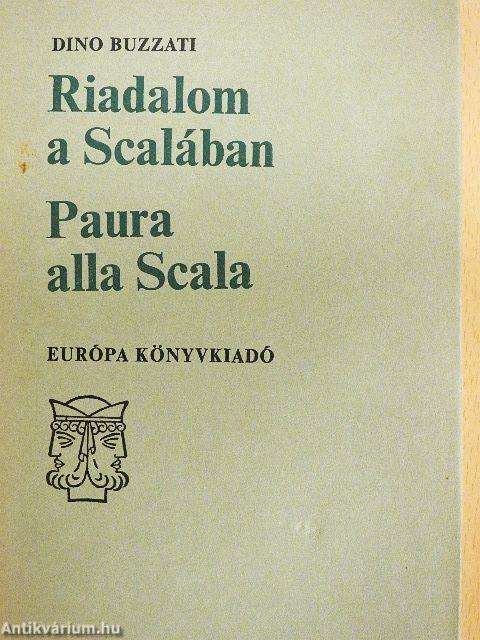 DINO BUZZATI
Riadalom
a Scalában
Paura
alla Scala
EURÓPA KÖNYVKIADÓ
Antikvárium.hu